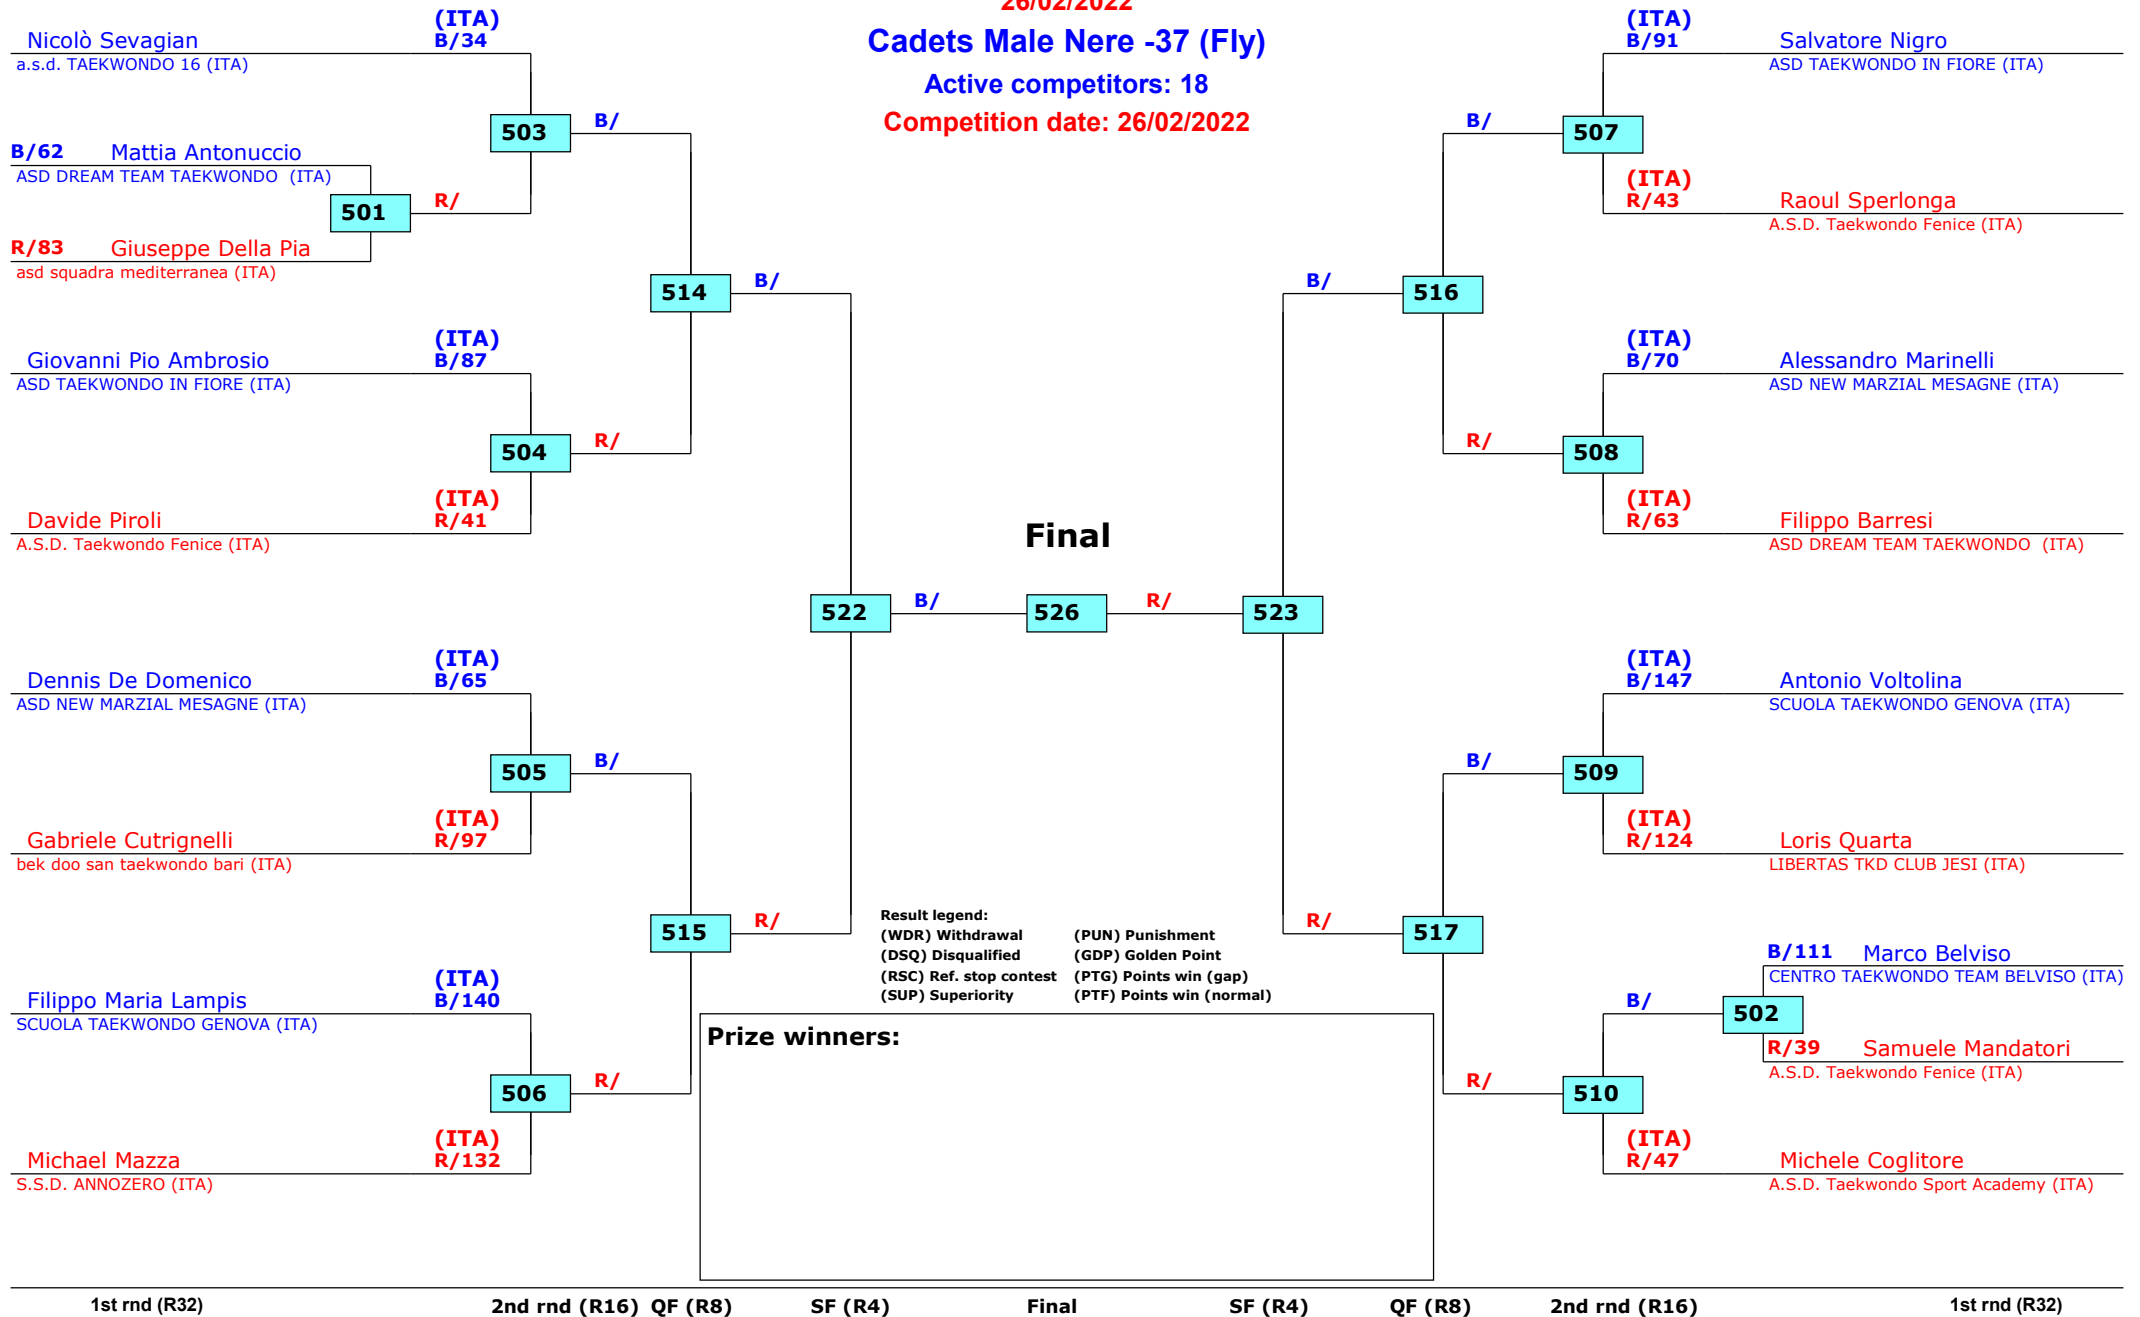 26/02/2022
Cadets Male Nere -37 (Fly)
Active competitors: 18
Competition date: 26/02/2022
(ITA)
Nicolò Sevagian B/34
a.s.d. TAEKWONDO 16 (ITA)
503 B/
B/62 Mattia Antonuccio
ASD DREAM TEAM TAEKWONDO (ITA)
501 R/
R/83 Giuseppe Della Pia
asd squadra mediterranea (ITA)
514 B/
(ITA)
Giovanni Pio Ambrosio B/87
ASD TAEKWONDO IN FIORE (ITA)
504 R/
(ITA)
Davide Piroli R/41
A.S.D. Taekwondo Fenice (ITA)
522 B/
(ITA)
Dennis De Domenico B/65
ASD NEW MARZIAL MESAGNE (ITA)
505 B/
(ITA)
Gabriele Cutrignelli R/97
bek doo san taekwondo bari (ITA)
515 R/
(ITA)
Filippo Maria Lampis B/140
SCUOLA TAEKWONDO GENOVA (ITA)
506 R/
(ITA)
Michael Mazza R/132
S.S.D. ANNOZERO (ITA)
Final
526
(ITA)
B/91 Salvatore Nigro
ASD TAEKWONDO IN FIORE (ITA)
B/ 507
(ITA)
R/43 Raoul Sperlonga
A.S.D. Taekwondo Fenice (ITA)
B/ 516
(ITA)
B/70 Alessandro Marinelli
ASD NEW MARZIAL MESAGNE (ITA)
R/ 508
(ITA)
R/63 Filippo Barresi
ASD DREAM TEAM TAEKWONDO (ITA)
R/ 523
(ITA)
B/147 Antonio Voltolina
SCUOLA TAEKWONDO GENOVA (ITA)
B/ 509
(ITA)
R/124 Loris Quarta
LIBERTAS TKD CLUB JESI (ITA)
R/ 517
B/111 Marco Belviso
CENTRO TAEKWONDO TEAM BELVISO (ITA)
B/ 502
R/39 Samuele Mandatori
A.S.D. Taekwondo Fenice (ITA)
R/ 510
(ITA)
R/47 Michele Coglitore
A.S.D. Taekwondo Sport Academy (ITA)
Result legend:
(WDR) Withdrawal (PUN) Punishment
(DSQ) Disqualified (GDP) Golden Point
(RSC) Ref. stop contest (PTG) Points win (gap)
(SUP) Superiority (PTF) Points win (normal)
Prize winners:
1st rnd (R32) 2nd rnd (R16) QF (R8) SF (R4) Final SF (R4) QF (R8) 2nd rnd (R16) 1st rnd (R32)